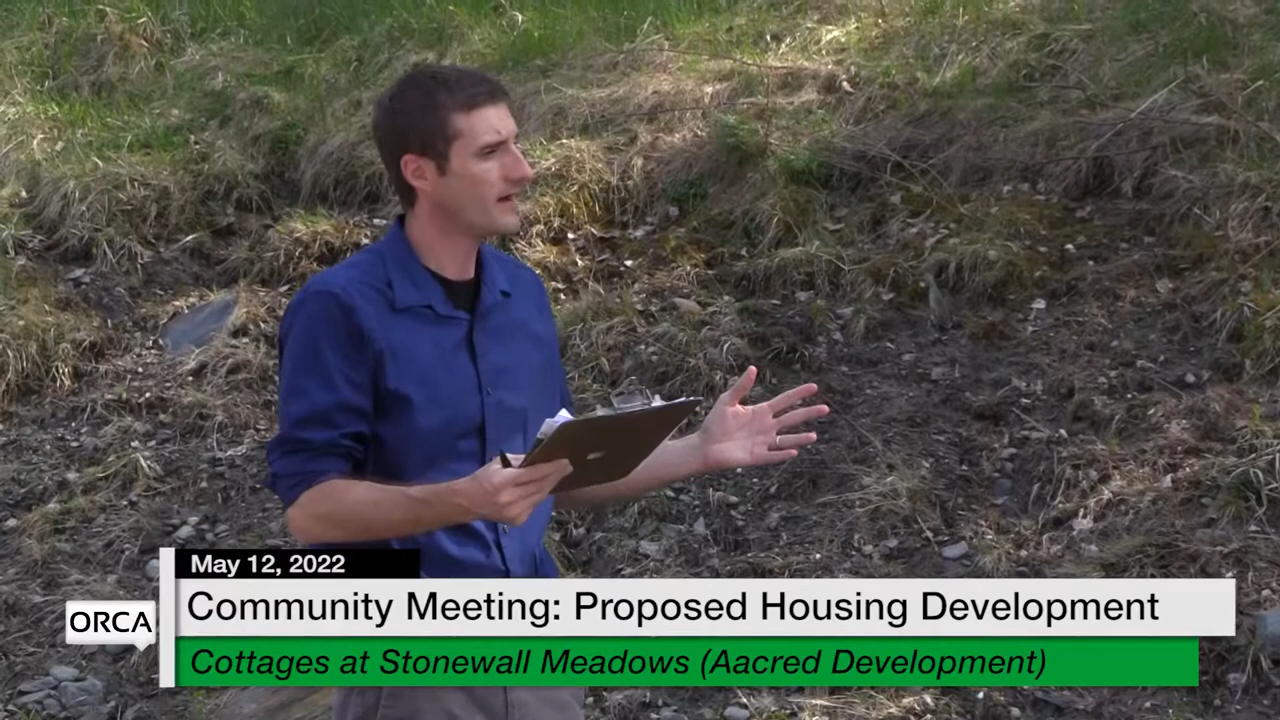 May 12, 2022
Community Meeting: Proposed Housing Development
ORCA
Cottages at Stonewall Meadows (Aacred Development)